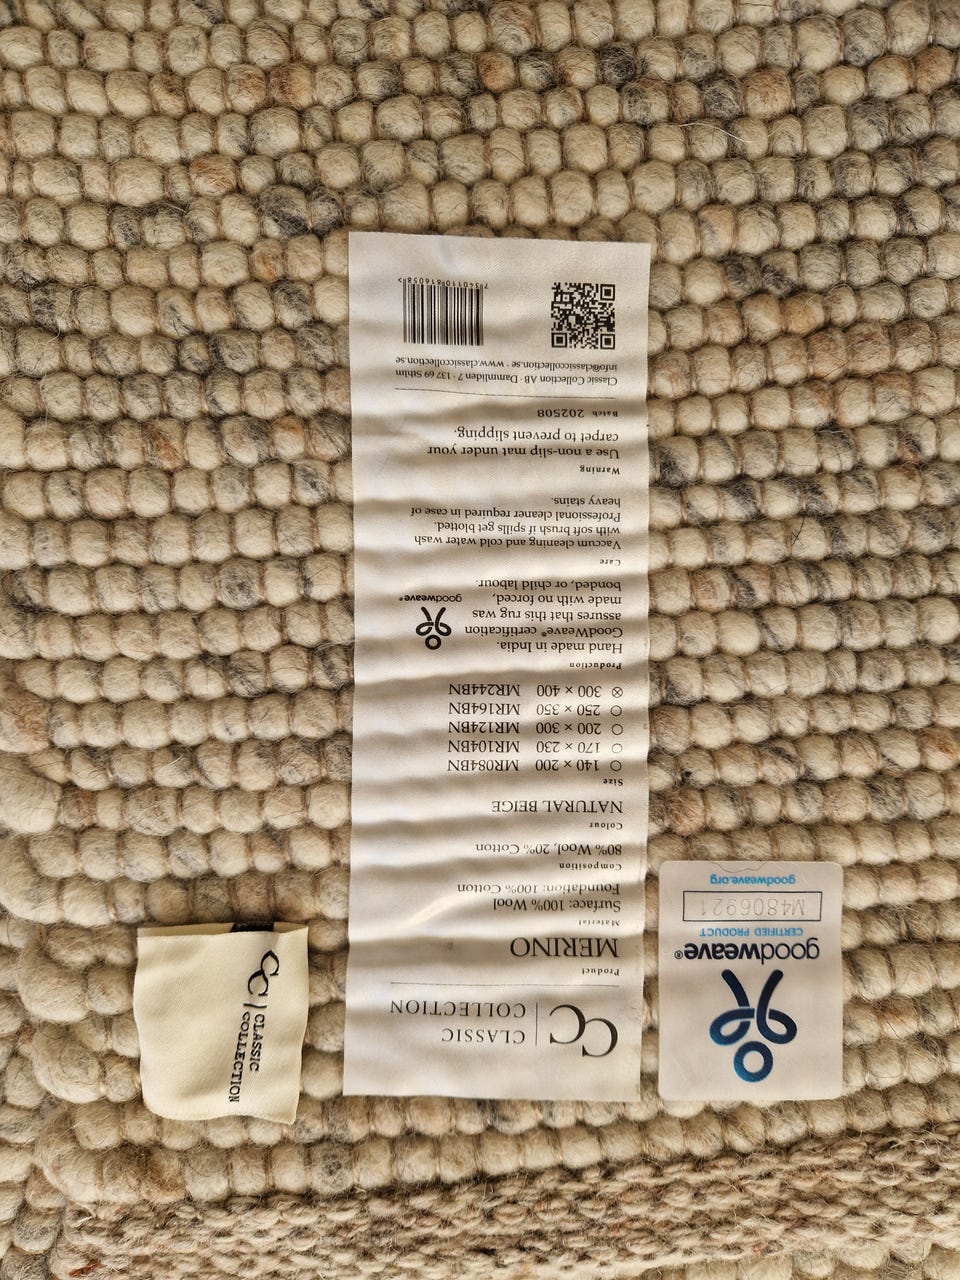 CLASSIC
COLLECTION
Product
MERINO
Material
Surface: 100% Wool
Foundation: 100% Cotton
Composition
80% Wool, 20% Cotton
Colour
NATURAL BEIGE
Size
140 × 200 MR084BN
170 × 230 MR104BN
200 × 300 MR124BN
250 × 350 MR164BN
300 × 400 MR244BN
Production
Hand made in India.
GoodWeave® certification
assures that this rug was
made with no forced,
bonded, or child labour.
goodweave®
Care
Vacuum cleaning and cold water wash
with soft brush if spills get blotted.
Professional cleaner required in case of
heavy stains.
Warning
Use a non-slip mat under your
carpet to prevent slipping.
Batch 202508
Classic Collection AB · Dammliden 7 · 137 69 sthlm
info@classiccollection.se · www.classiccollection.se
goodweave®
CERTIFIED PRODUCT
M4806921
goodweave.org
CLASSIC
COLLECTION